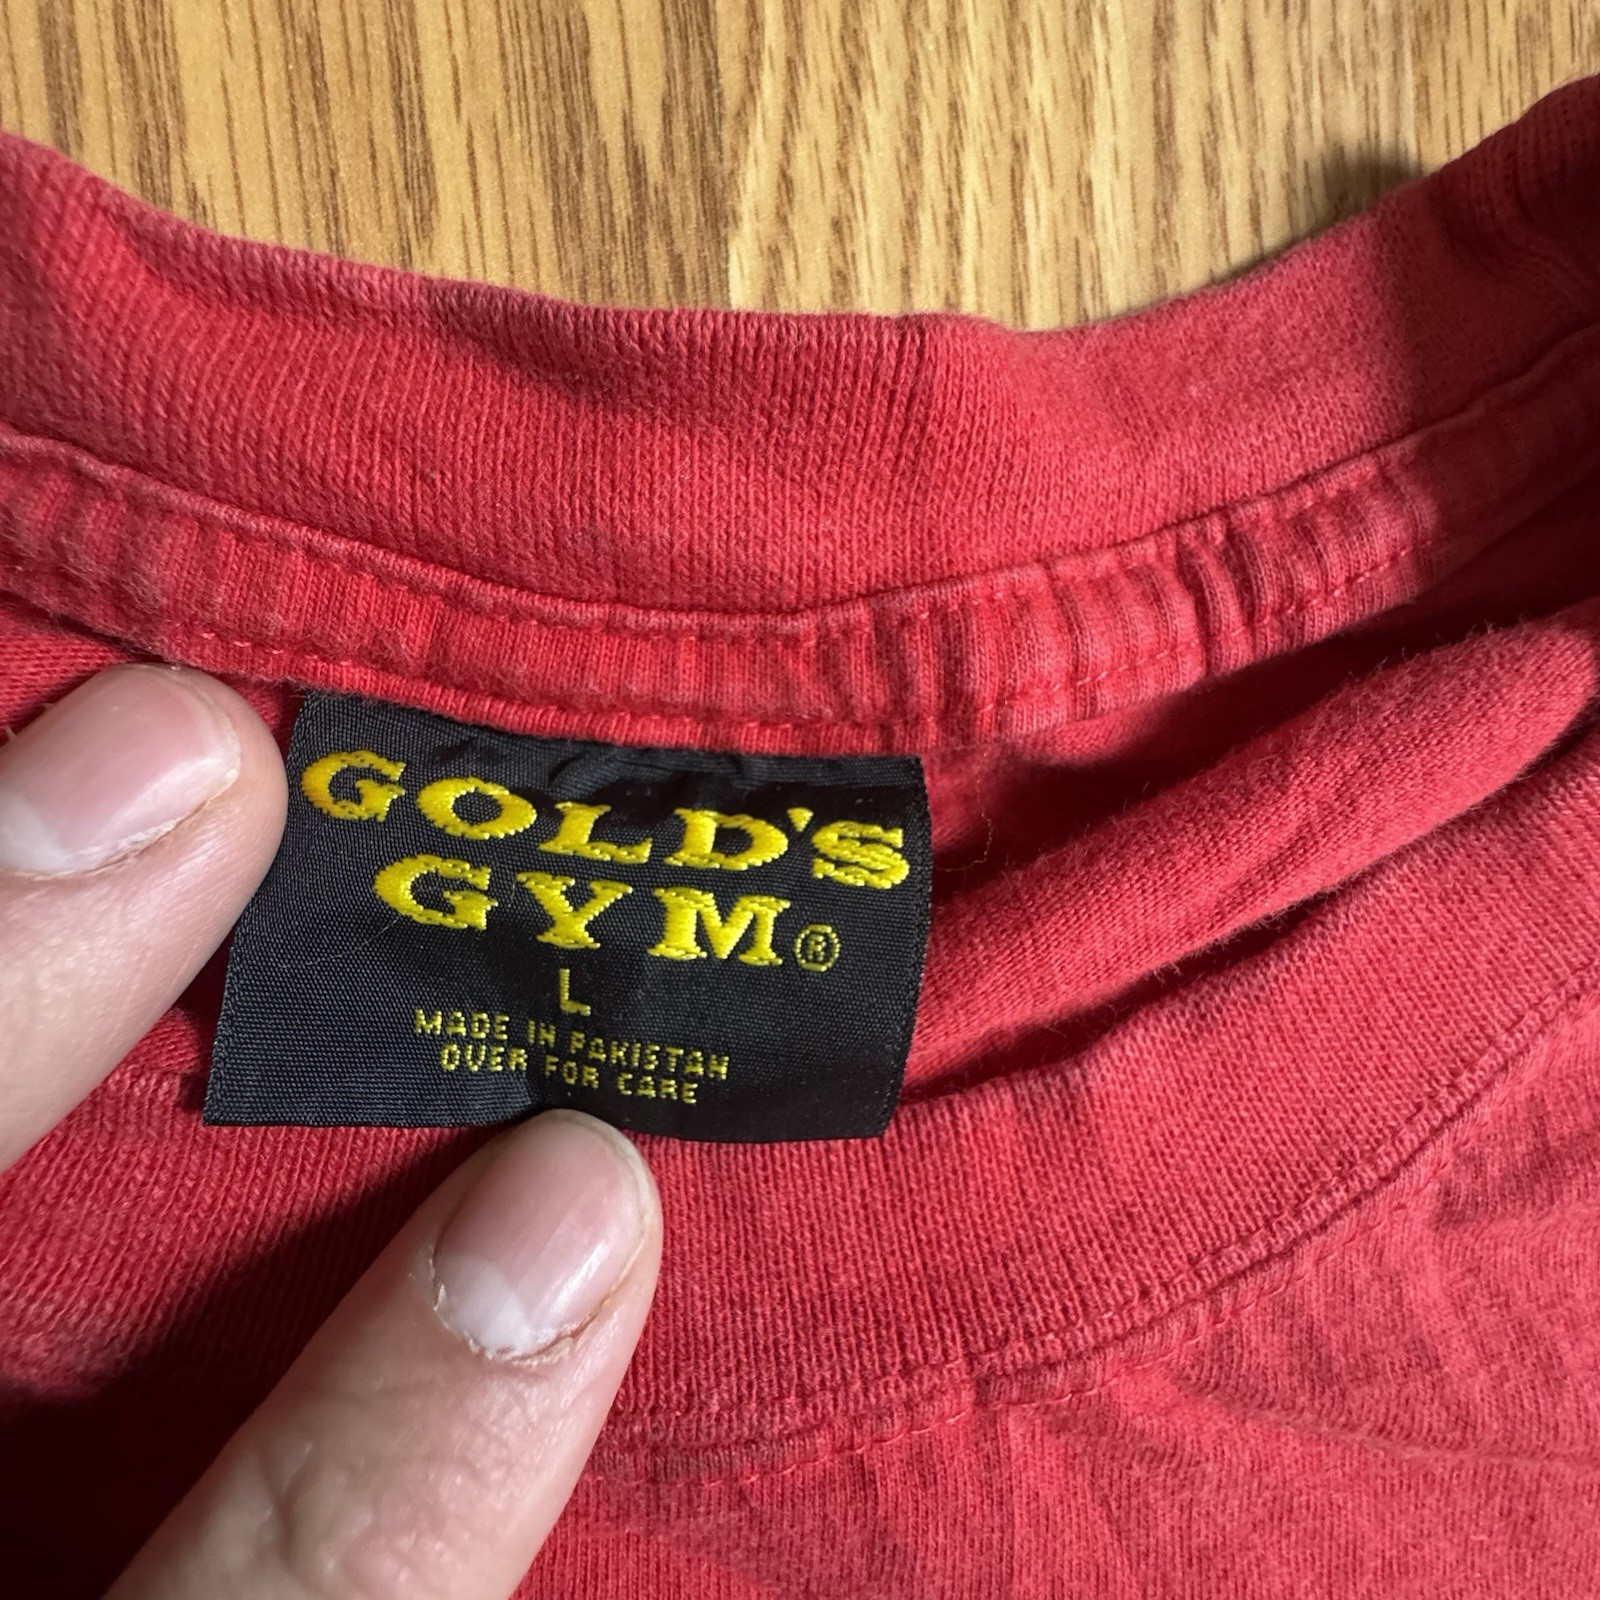 GOLD'S
GYM®
L
MADE IN PAKISTAN
OVER FOR CARE